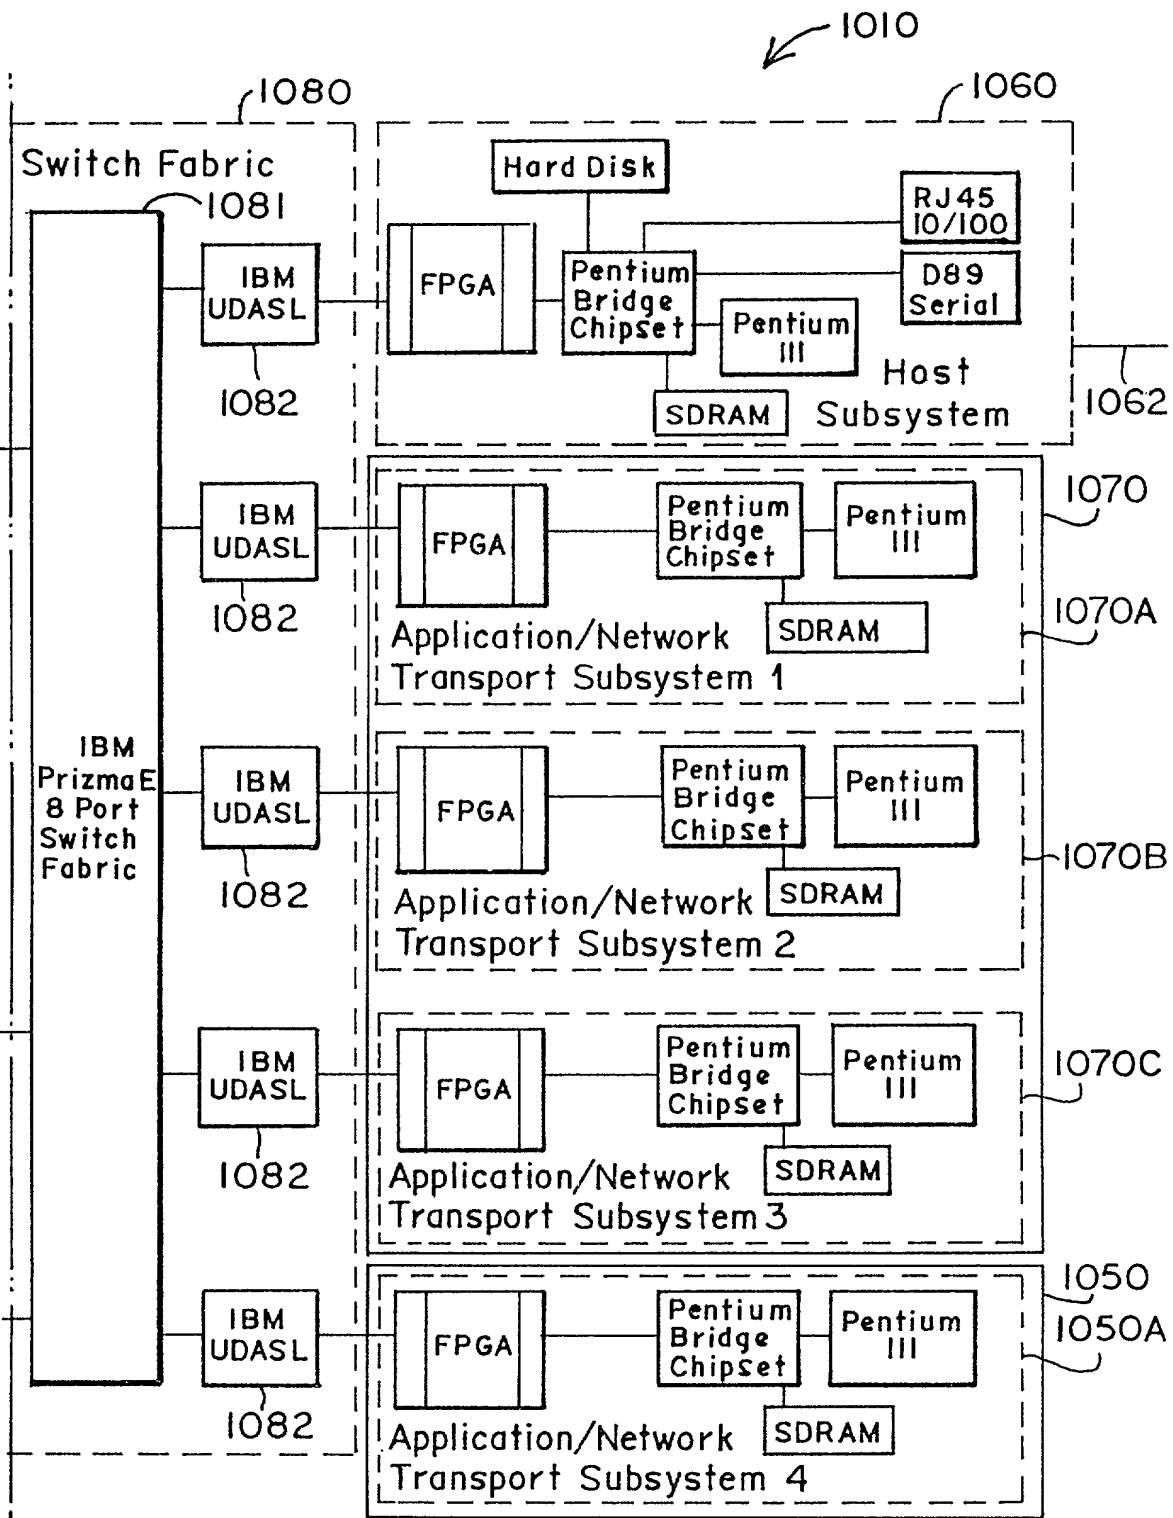 1010
1080
1060
Switch Fabric
1081
Hard Disk
RJ45
10/100
IBM
UDASL
FPGA
Pentium
Bridge
Chipset
D89
Serial
Pentium
III
1082
SDRAM
Host
Subsystem
1062
IBM
UDASL
FPGA
Pentium
Bridge
Chipset
Pentium
III
1070
1082
SDRAM
1070A
Application/Network
Transport Subsystem 1
IBM
PrizmaE
8 Port
Switch
Fabric
IBM
UDASL
FPGA
Pentium
Bridge
Chipset
Pentium
III
1070B
1082
SDRAM
Application/Network
Transport Subsystem 2
IBM
UDASL
FPGA
Pentium
Bridge
Chipset
Pentium
III
1070C
1082
SDRAM
Application/Network
Transport Subsystem 3
IBM
UDASL
FPGA
Pentium
Bridge
Chipset
Pentium
III
1050
1050A
1082
SDRAM
Application/Network
Transport Subsystem 4